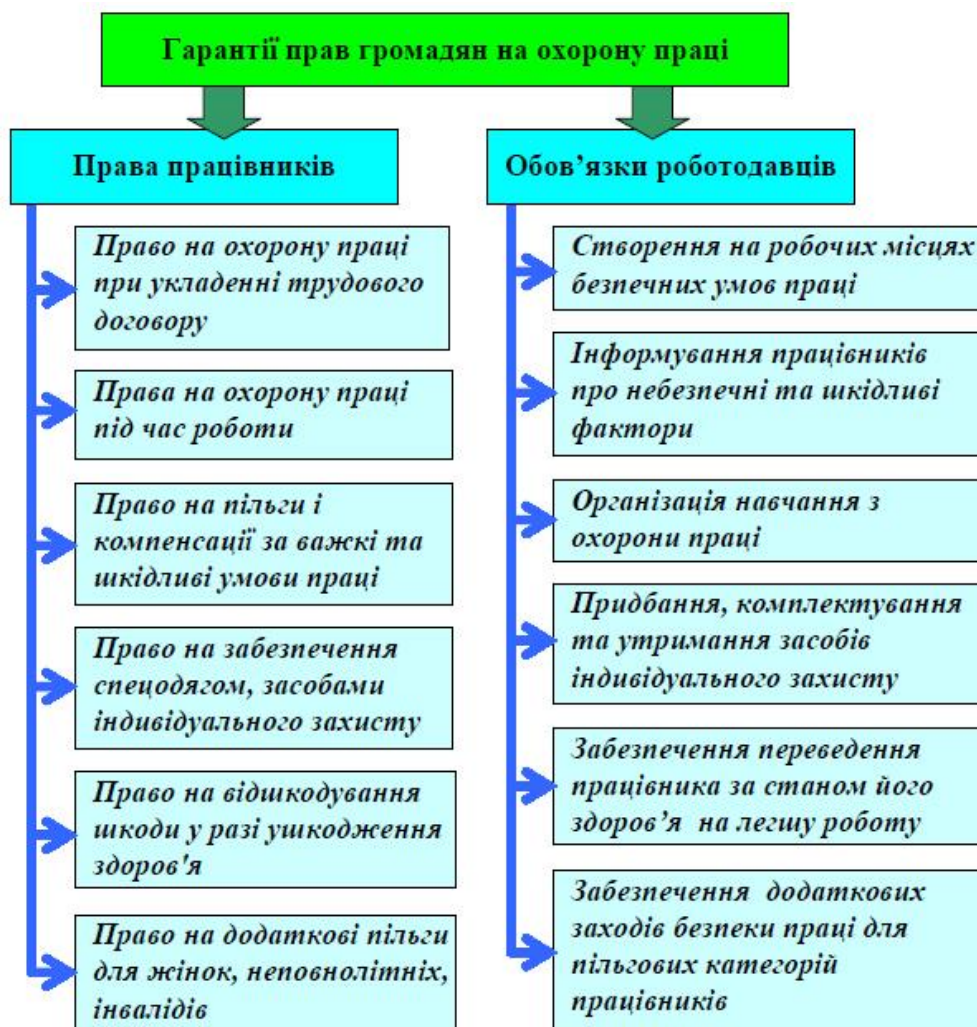 Гарантії прав громадян на охорону праці
Права працівників
Право на охорону праці
при укладенні трудового
договору
Права на охорону праці
під час роботи
Право на пільги і
компенсації за важкі та
шкідливі умови праці
Право на забезпечення
спецодягом, засобами
індивідуального захисту
Право на відшкодування
шкоди у разі ушкодження
здоров'я
Право на додаткові пільги
для жінок, неповнолітніх,
інвалідів
Обов’язки роботодавців
Створення на робочих місцях
безпечних умов праці
Інформування працівників
про небезпечні та шкідливі
фактори
Організація навчання з
охорони праці
Придбання, комплектування
та утримання засобів
індивідуального захисту
Забезпечення переведення
працівника за станом його
здоров’я на легшу роботу
Забезпечення додаткових
заходів безпеки праці для
пільгових категорій
працівників